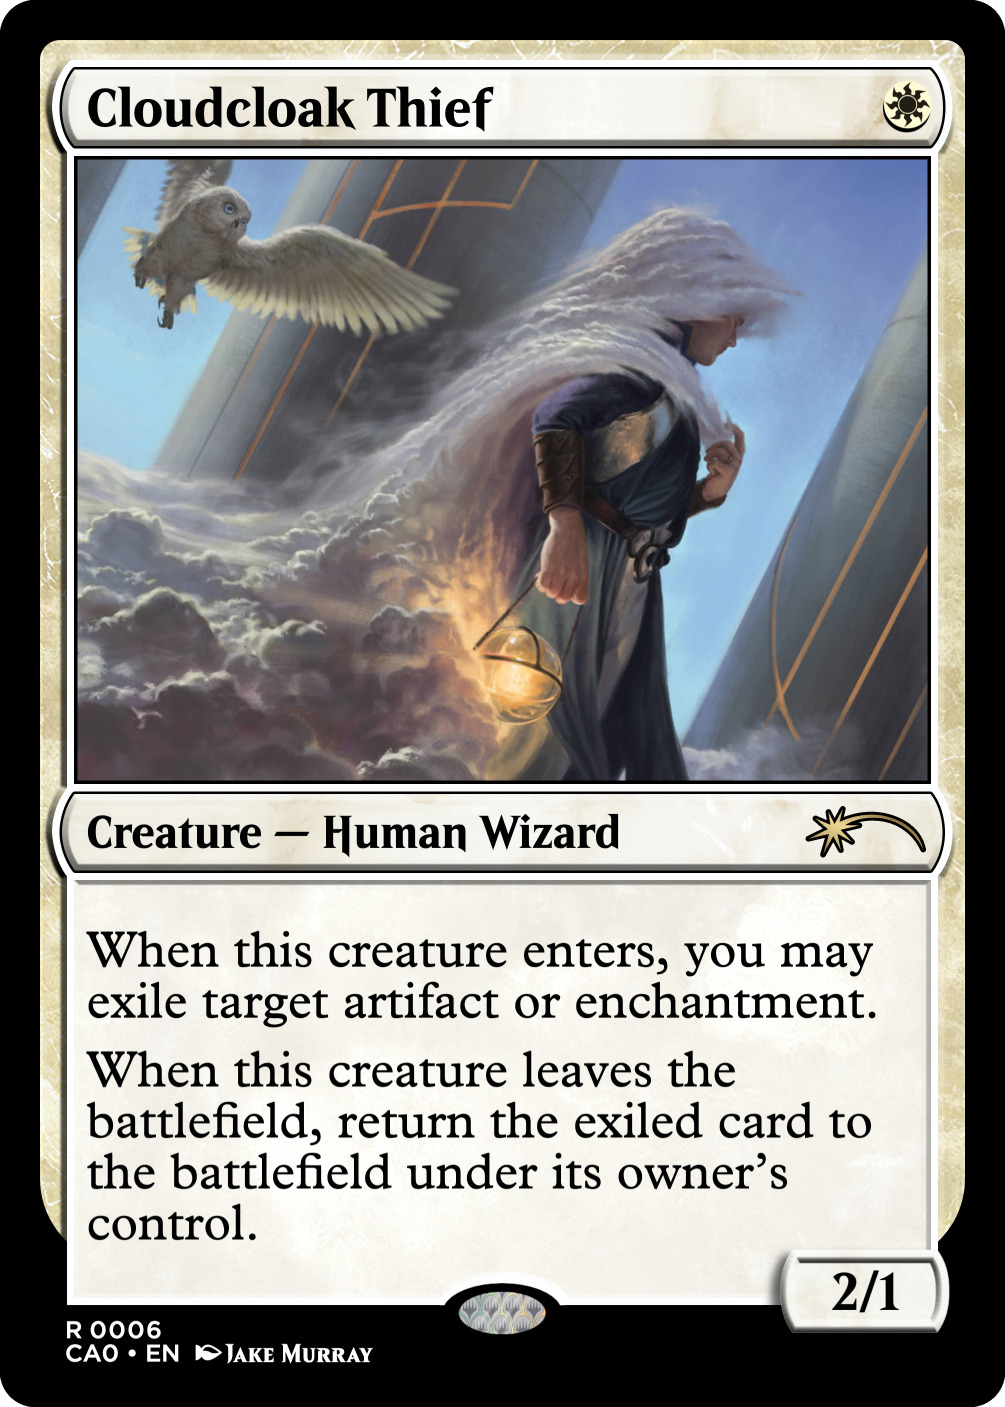 Cloudcloak Thief
Creature — Human Wizard
When this creature enters, you may
exile target artifact or enchantment.
When this creature leaves the
battlefield, return the exiled card to
the battlefield under its owner's
control.
2/1
R 0006
CAO • EN Jake Murray